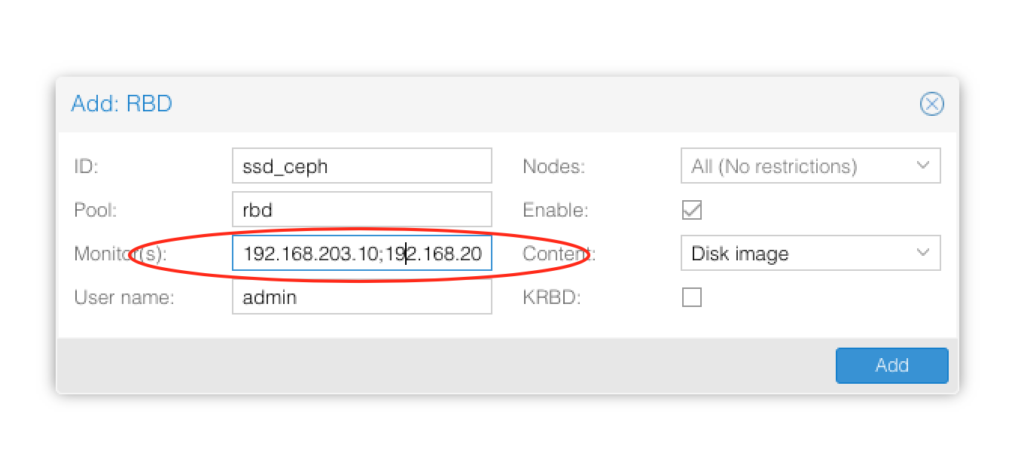 Add: RBD
ID: ssd_ceph Nodes: All (No restrictions)
Pool: rbd Enable:
Monitor(s): 192.168.203.10;192.168.20 Content: Disk image
User name: admin KRBD:
Add